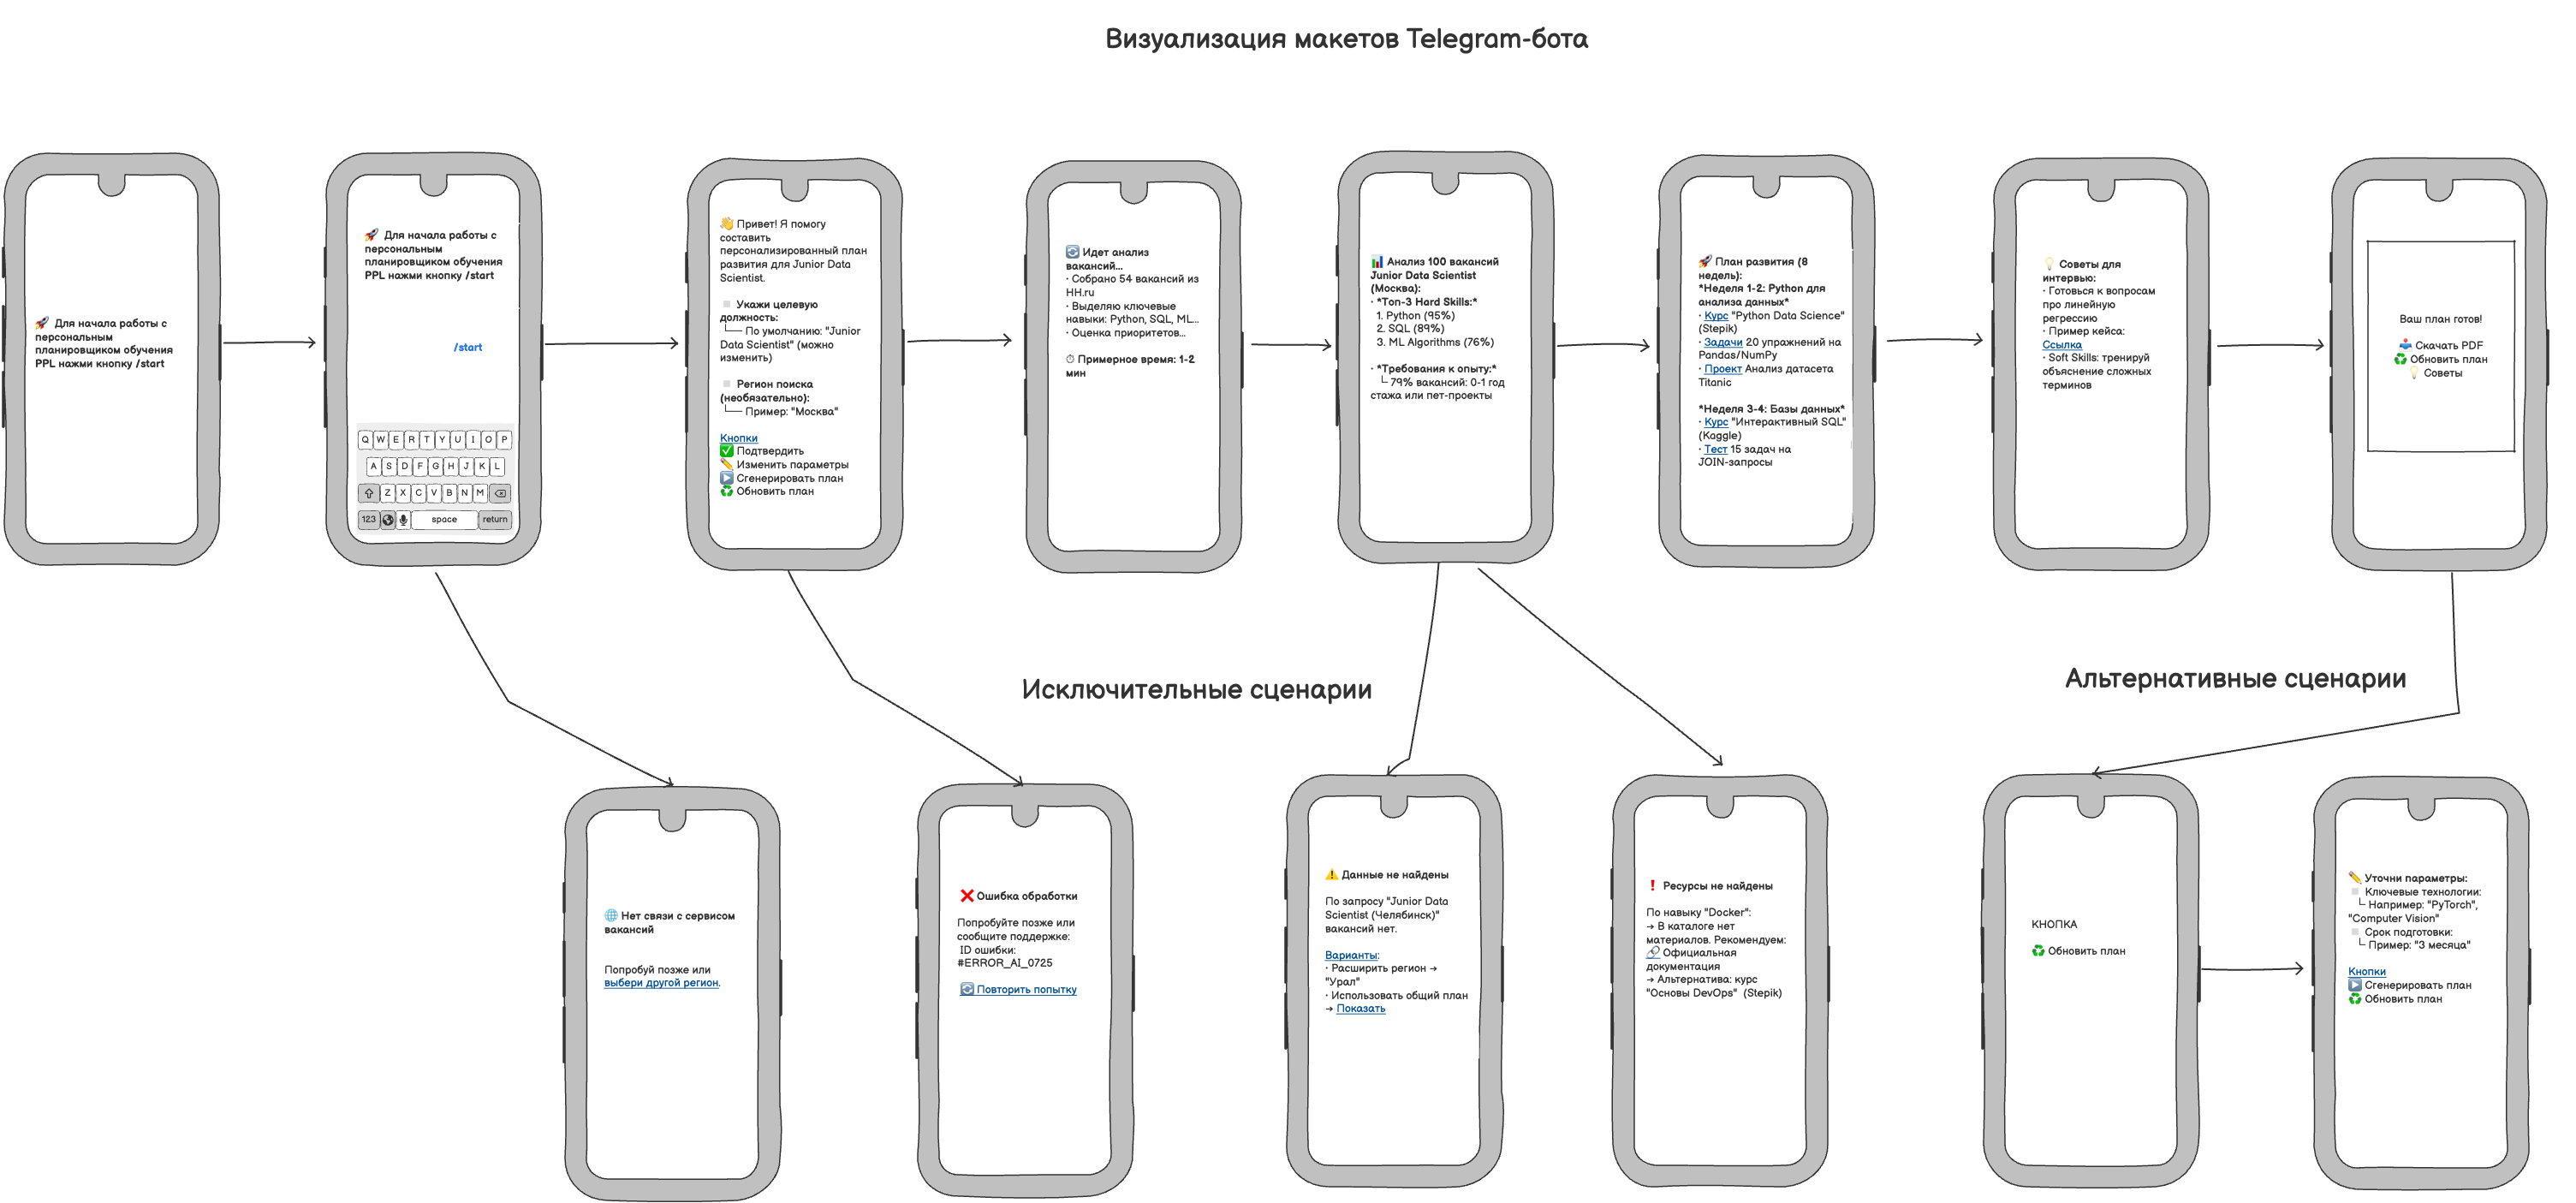 Визуализация макетов Telegram-бота
🚀 Для начала работы с
персональным
планировщиком обучения
PPL нажми кнопку /start
🚀 Для начала работы с
персональным
планировщиком обучения
PPL нажми кнопку /start
/start
Q W E R T Y U I O P
A S D F G H J K L
Z X C V B N M
123 space return
👋 Привет! Я помогу
составить
персонализированный план
развития для Junior Data
Scientist.
◽ Укажи целевую
должность:
└── По умолчанию: "Junior
Data Scientist" (можно
изменить)
◽ Регион поиска
(необязательно):
└── Пример: "Москва"
Кнопки
✅ Подтвердить
✏️ Изменить параметры
▶️ Сгенерировать план
♻️ Обновить план
🔄 Идет анализ
вакансий...
· Собрано 54 вакансий из
HH.ru
· Выделяю ключевые
навыки: Python, SQL, ML...
· Оценка приоритетов...
⏱ Примерное время: 1-2
мин
📊 Анализ 100 вакансий
Junior Data Scientist
(Москва):
· *Топ-3 Hard Skills:*
1. Python (95%)
2. SQL (89%)
3. ML Algorithms (76%)
· *Требования к опыту:*
└ 79% вакансий: 0-1 год
стажа или пет-проекты
🚀 План развития (8
недель):
*Неделя 1-2: Python для
анализа данных*
· Курс "Python Data Science"
(Stepik)
· Задачи 20 упражнений на
Pandas/NumPy
· Проект Анализ датасета
Titanic
*Неделя 3-4: Базы данных*
· Курс "Интерактивный SQL"
(Kaggle)
· Тест 15 задач на
JOIN-запросы
💡 Советы для
интервью:
· Готовься к вопросам
про линейную
регрессию
· Пример кейса:
Ссылка
· Soft Skills: тренируй
объяснение сложных
терминов
Ваш план готов!
📥 Скачать PDF
♻️ Обновить план
💡 Советы
Исключительные сценарии
Альтернативные сценарии
🌐 Нет связи с сервисом
вакансий
Попробуй позже или
выбери другой регион.
❌ Ошибка обработки
Попробуйте позже или
сообщите поддержке:
ID ошибки:
#ERROR_AI_0725
🔄 Повторить попытку
⚠️ Данные не найдены
По запросу "Junior Data
Scientist (Челябинск)"
вакансий нет.
Варианты:
· Расширить регион →
"Урал"
· Использовать общий план
→ Показать
❗ Ресурсы не найдены
По навыку "Docker":
→ В каталоге нет
материалов. Рекомендуем:
🔗 Официальная
документация
→ Альтернатива: курс
"Основы DevOps" (Stepik)
КНОПКА
♻️ Обновить план
✏️ Уточни параметры:
◽ Ключевые технологии:
└ Например: "PyTorch",
"Computer Vision"
◽ Срок подготовки:
└ Пример: "3 месяца"
Кнопки
▶️ Сгенерировать план
♻️ Обновить план